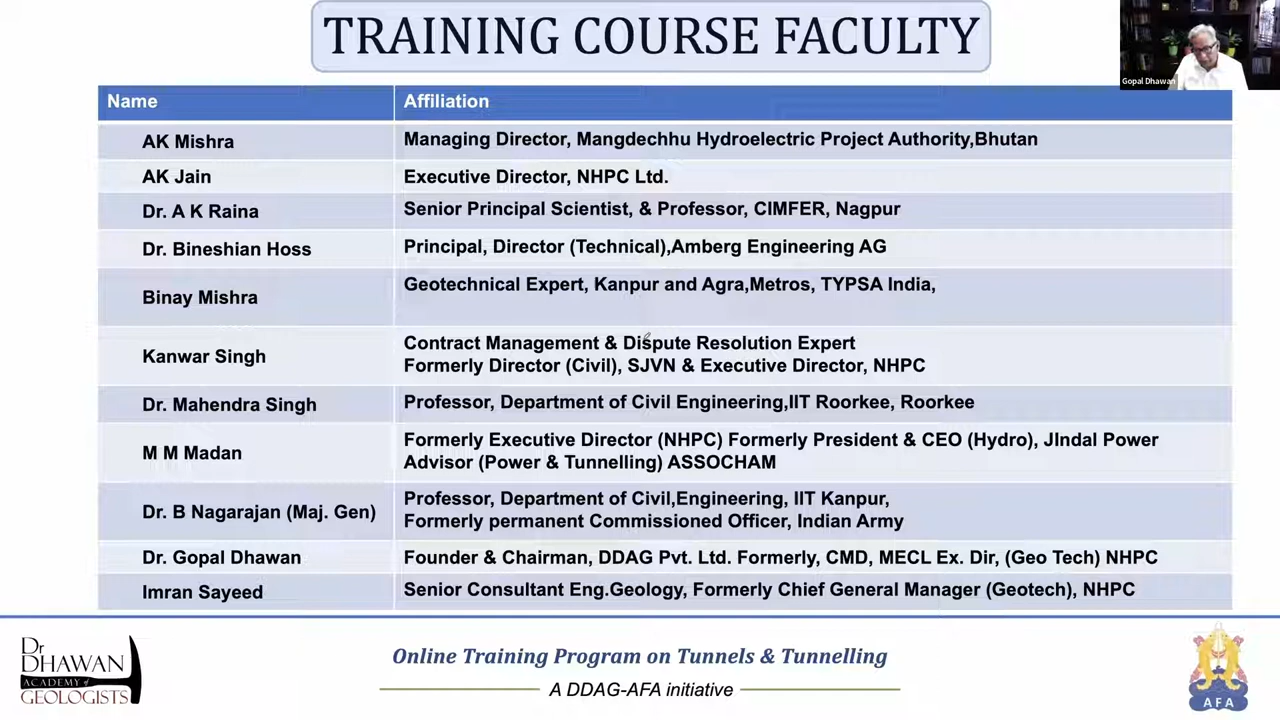 TRAINING COURSE FACULTY
Gopal Dhawan
Name Affiliation
AK Mishra Managing Director, Mangdechhu Hydroelectric Project Authority,Bhutan
AK Jain Executive Director, NHPC Ltd.
Dr. A K Raina Senior Principal Scientist, & Professor, CIMFER, Nagpur
Dr. Bineshian Hoss Principal, Director (Technical),Amberg Engineering AG
Binay Mishra Geotechnical Expert, Kanpur and Agra,Metros, TYPSA India,
Kanwar Singh Contract Management & Dispute Resolution Expert
Formerly Director (Civil), SJVN & Executive Director, NHPC
Dr. Mahendra Singh Professor, Department of Civil Engineering,IIT Roorkee, Roorkee
M M Madan Formerly Executive Director (NHPC) Formerly President & CEO (Hydro), JIndal Power
Advisor (Power & Tunnelling) ASSOCHAM
Dr. B Nagarajan (Maj. Gen) Professor, Department of Civil,Engineering, IIT Kanpur,
Formerly permanent Commissioned Officer, Indian Army
Dr. Gopal Dhawan Founder & Chairman, DDAG Pvt. Ltd. Formerly, CMD, MECL Ex. Dir, (Geo Tech) NHPC
Imran Sayeed Senior Consultant Eng.Geology, Formerly Chief General Manager (Geotech), NHPC
Dr
DHAWAN
ACADEMY of
GEOLOGISTS
Online Training Program on Tunnels & Tunnelling
A DDAG-AFA initiative
AFA